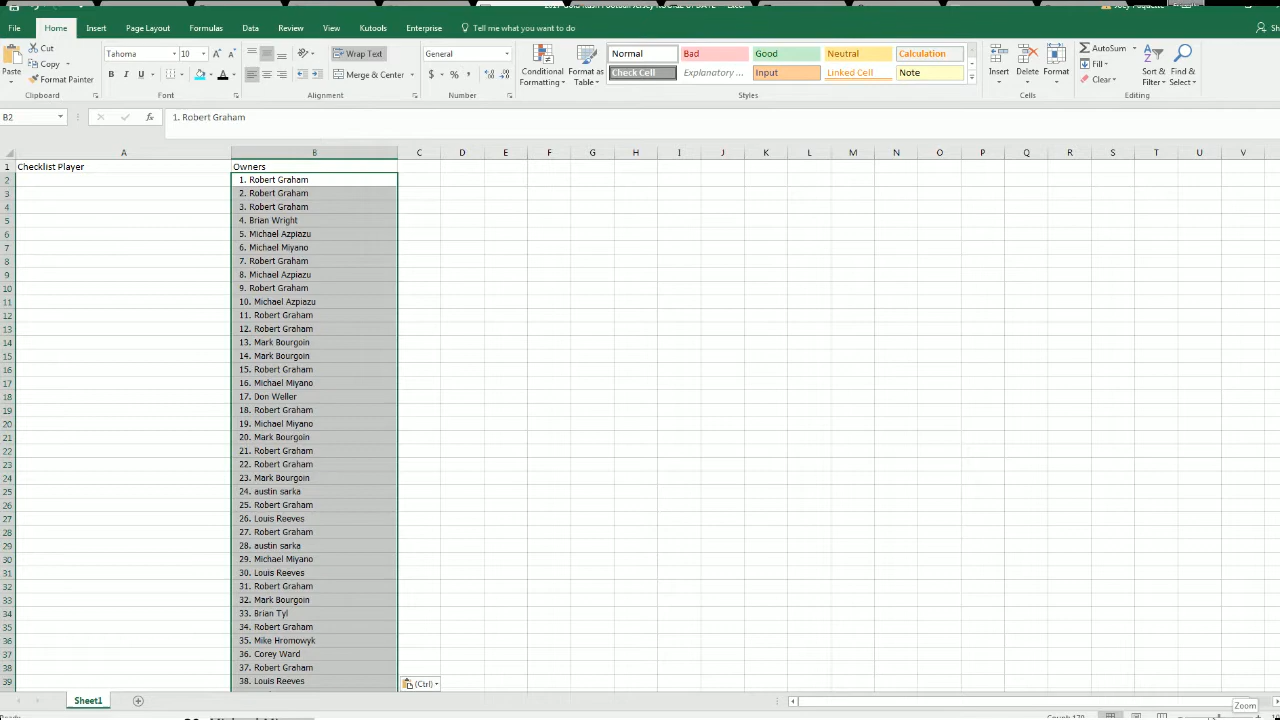 File Home Insert Page Layout Formulas Data Review View Kutools Enterprise Tell me what you want to do
Cut Tahoma 10 Wrap Text General Normal Bad Good Neutral Calculation AutoSum
Copy
Paste Format Painter B I U Merge & Center $ % Conditional Formatting Format as Table Check Cell Explanatory ... Input Linked Cell Note Insert Delete Format Fill Clear Sort & Filter Find & Select
Clipboard Font Alignment Number Styles Cells Editing
B2 fx 1. Robert Graham
A B C D E F G H I J K L M N O P Q R S T U V
1 Checklist Player Owners
2 1. Robert Graham
3 2. Robert Graham
4 3. Robert Graham
5 4. Brian Wright
6 5. Michael Azpiazu
7 6. Michael Miyano
8 7. Robert Graham
9 8. Michael Azpiazu
10 9. Robert Graham
11 10. Michael Azpiazu
12 11. Robert Graham
13 12. Robert Graham
14 13. Mark Bourgoin
15 14. Mark Bourgoin
16 15. Robert Graham
17 16. Michael Miyano
18 17. Don Weller
19 18. Robert Graham
20 19. Michael Miyano
21 20. Mark Bourgoin
22 21. Robert Graham
23 22. Robert Graham
24 23. Mark Bourgoin
25 24. austin sarka
26 25. Robert Graham
27 26. Louis Reeves
28 27. Robert Graham
29 28. austin sarka
30 29. Michael Miyano
31 30. Louis Reeves
32 31. Robert Graham
33 32. Mark Bourgoin
34 33. Brian Tyl
35 34. Robert Graham
36 35. Mike Hromowyk
37 36. Corey Ward
38 37. Robert Graham
39 38. Louis Reeves
(Ctrl)
Sheet1
Zoom